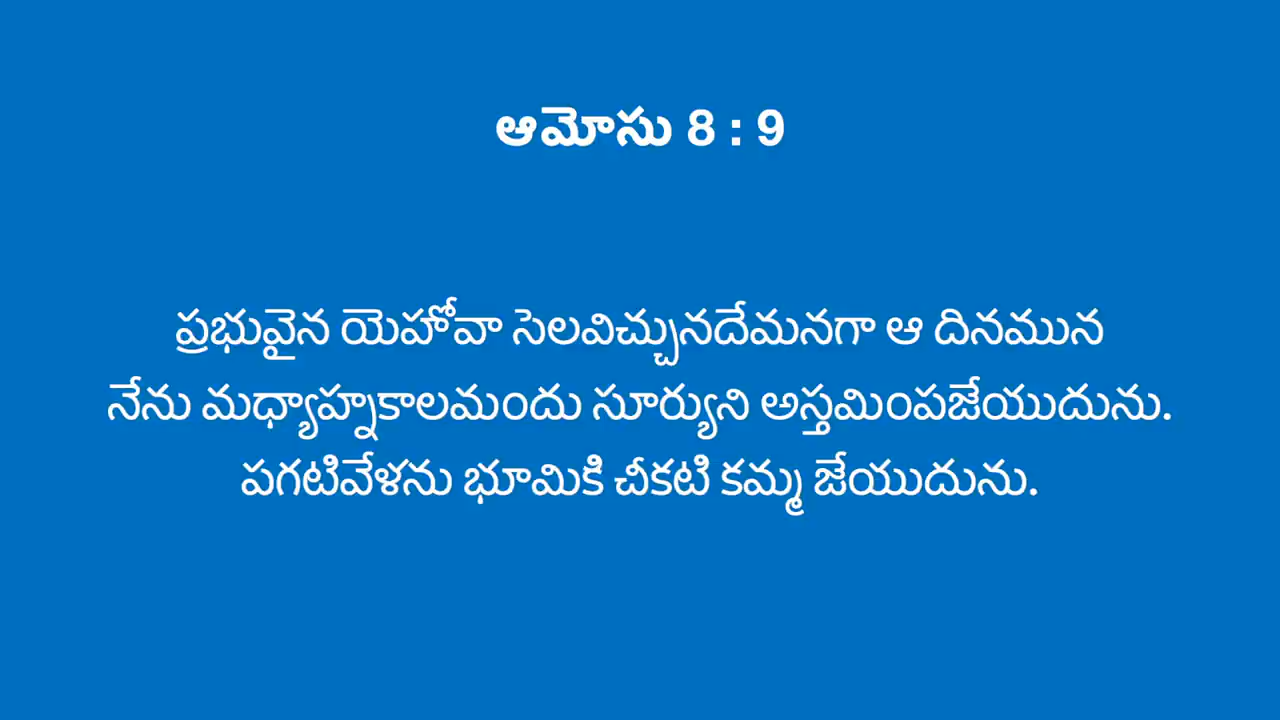 ఆమోసు 8 : 9
ప్రభువైన యెహోవా సెలవిచ్చునదేమనగా ఆ దినమున
నేను మధ్యాహ్నకాలమందు సూర్యుని అస్తమింపజేయుదును.
పగటివేళను భూమికి చీకటి కమ్మ జేయుదును.